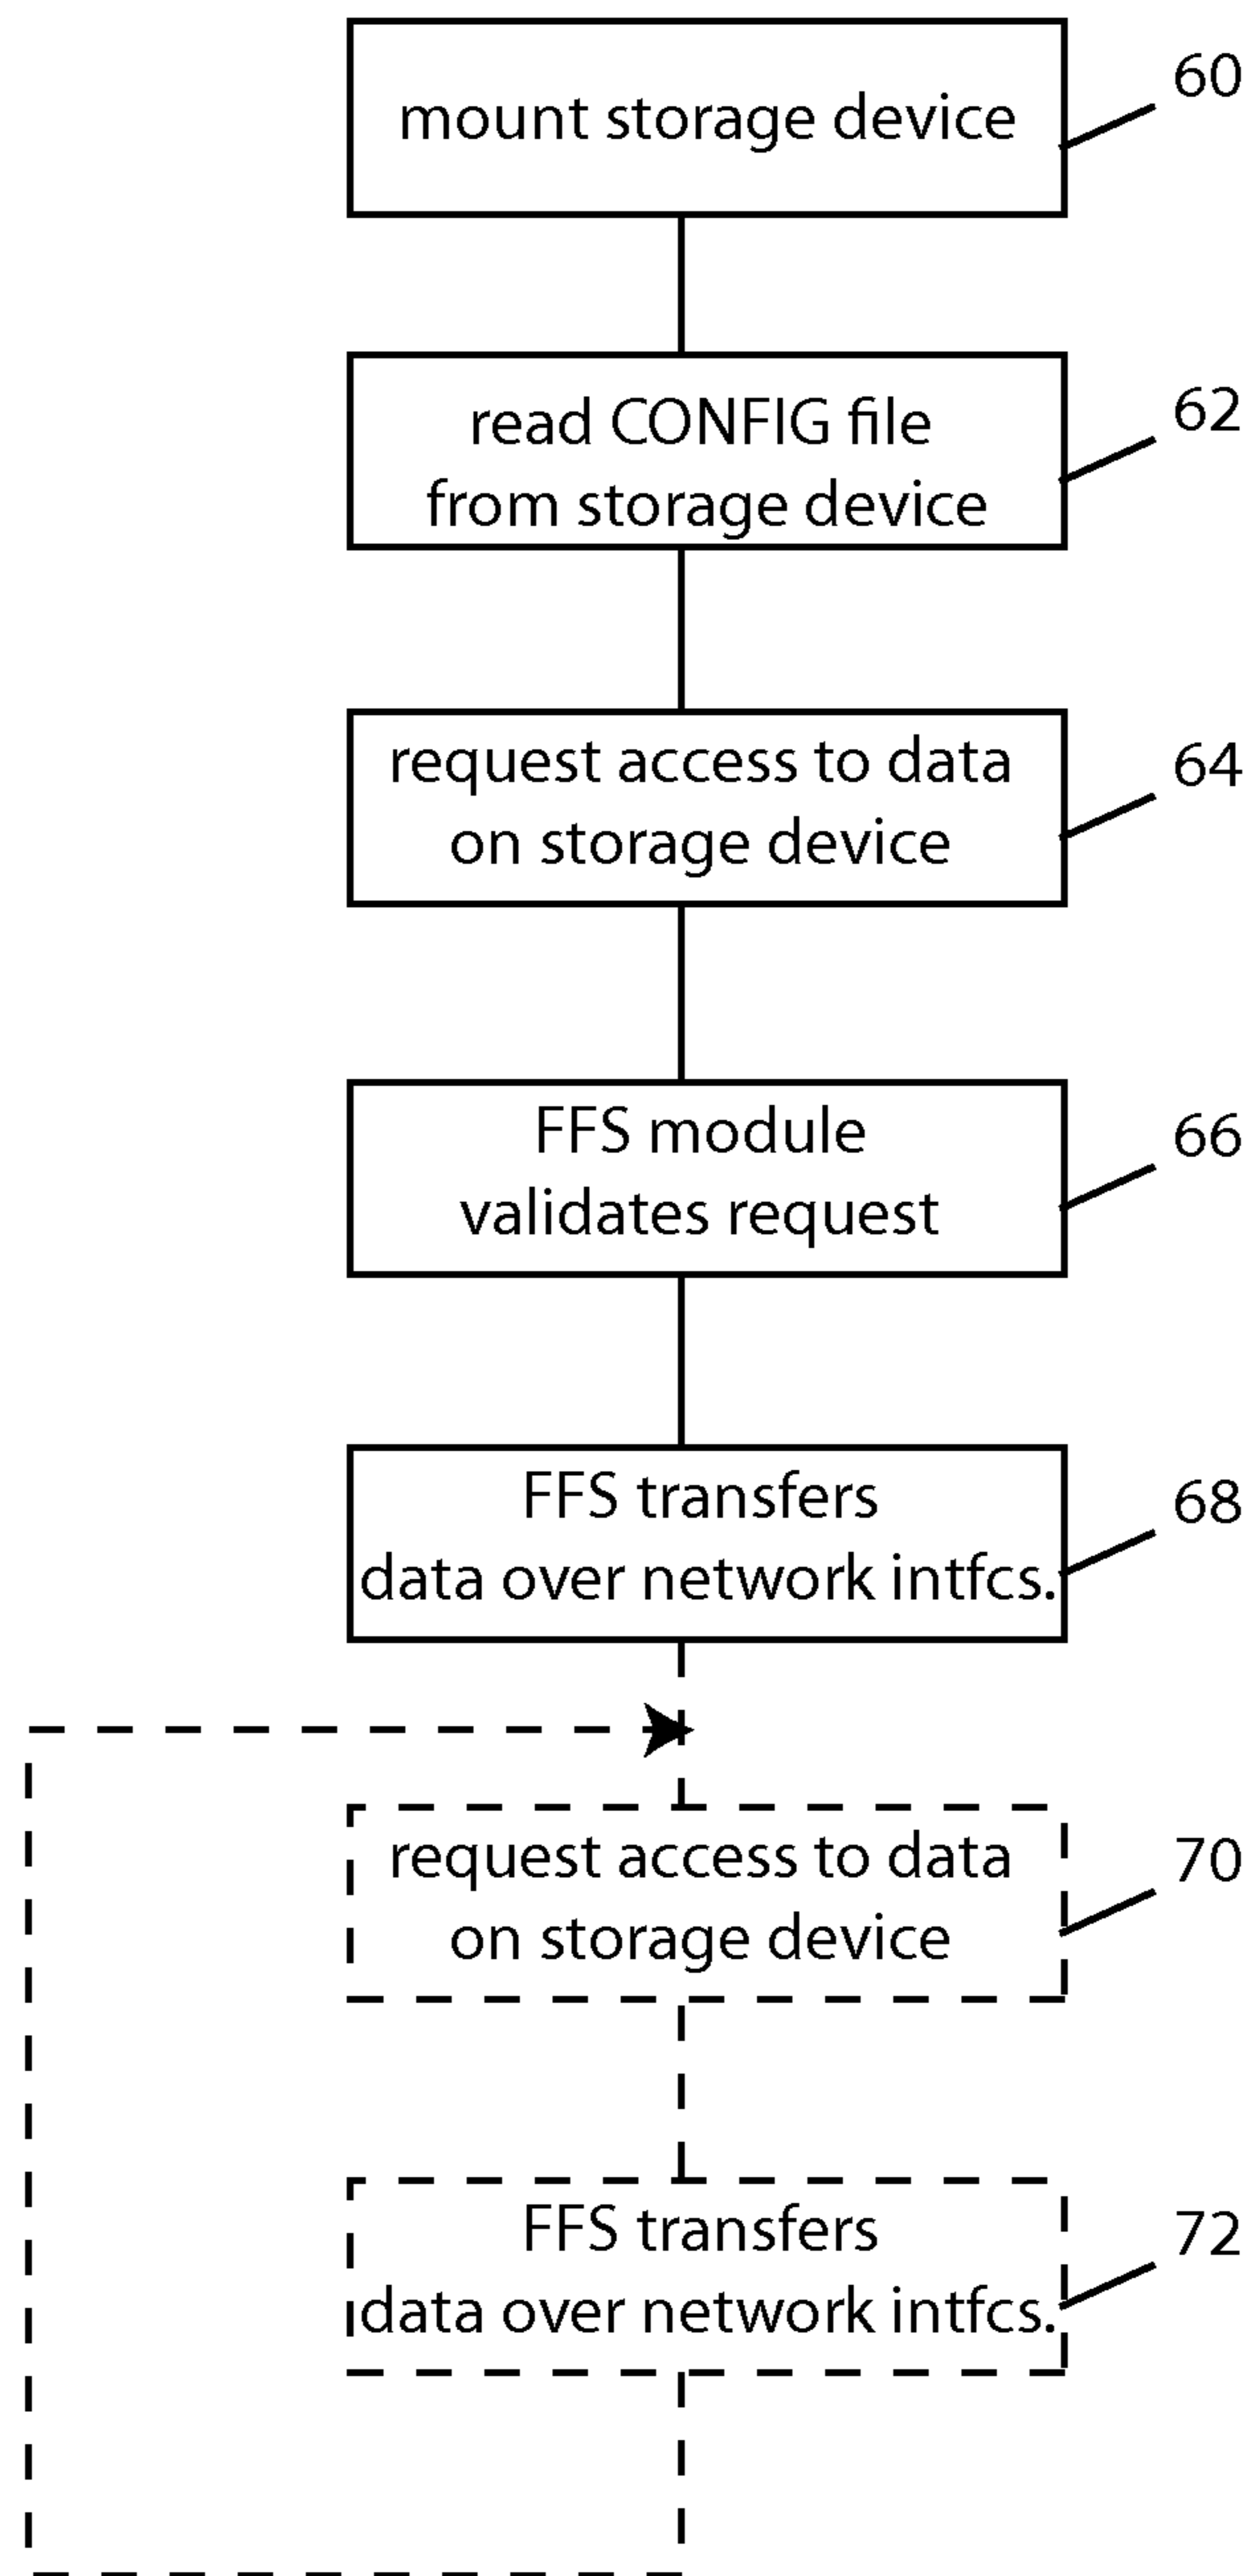 mount storage device
60
read CONFIG file
from storage device
62
request access to data
on storage device
64
FFS module
validates request
66
FFS transfers
data over network intfcs.
68
request access to data
on storage device
70
FFS transfers
data over network intfcs.
72